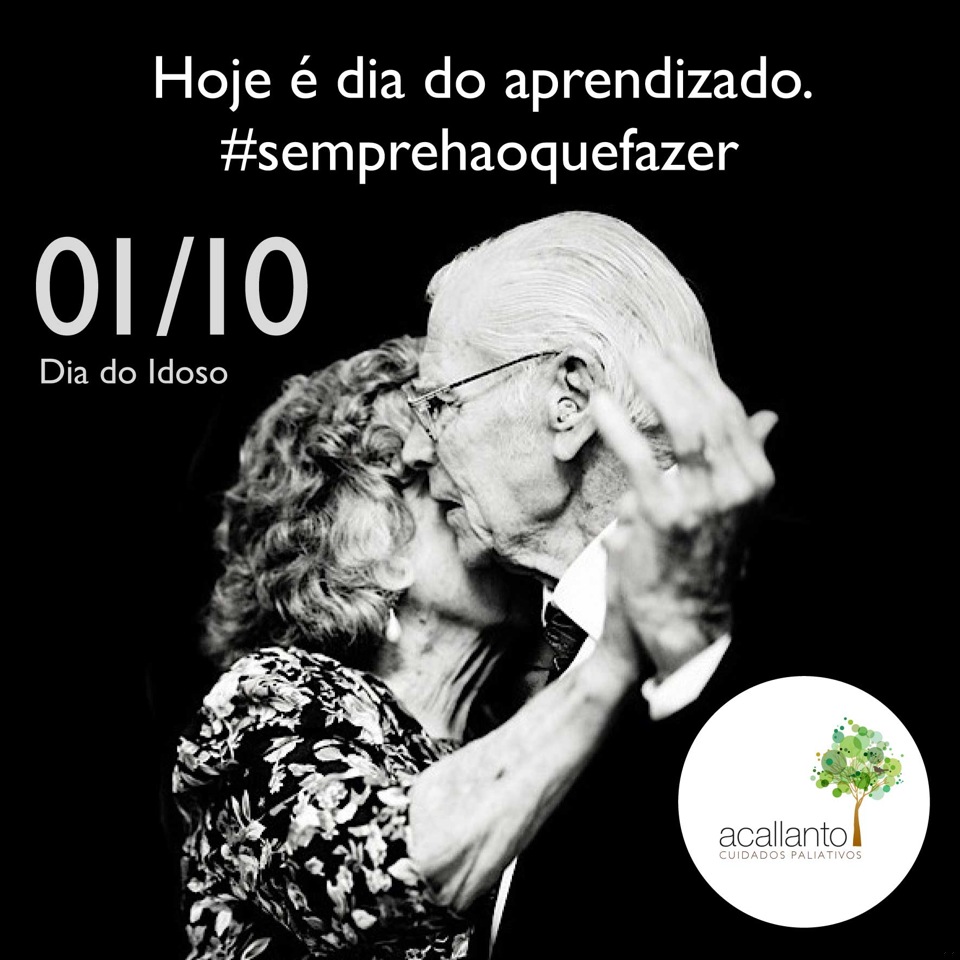 Hoje é dia do aprendizado.
#semprehaoquefazer
01/10
Dia do Idoso
acallanto
CUIDADOS PALIATIVOS